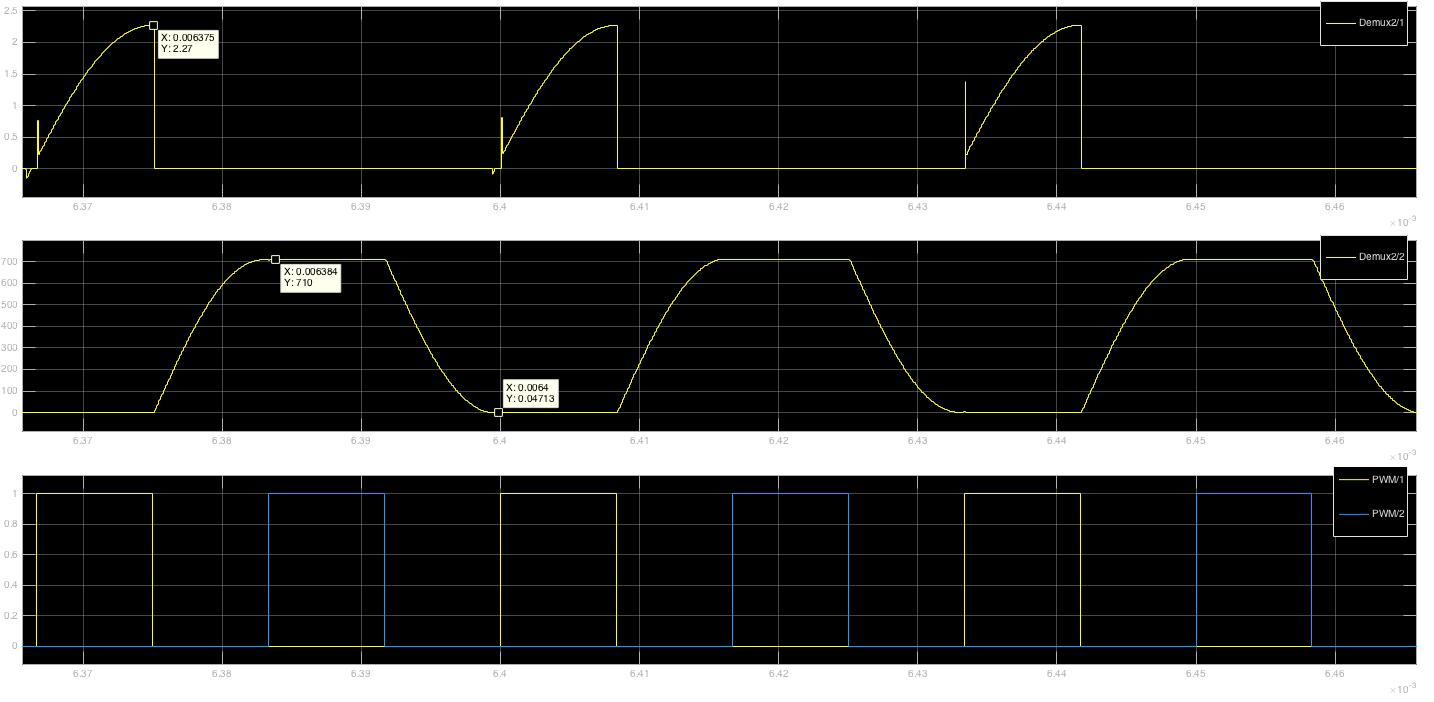 2.5
2
1.5
1
0.5
0
X: 0.006375
Y: 2.27
Demux2/1
6.37 6.38 6.39 6.4 6.41 6.42 6.43 6.44 6.45 6.46
×10-3
700
600
500
400
300
200
100
0
X: 0.006384
Y: 710
X: 0.0064
Y: 0.04713
Demux2/2
6.37 6.38 6.39 6.4 6.41 6.42 6.43 6.44 6.45 6.46
×10-3
1
0.8
0.6
0.4
0.2
0
PWM/1
PWM/2
6.37 6.38 6.39 6.4 6.41 6.42 6.43 6.44 6.45 6.46
×10-3